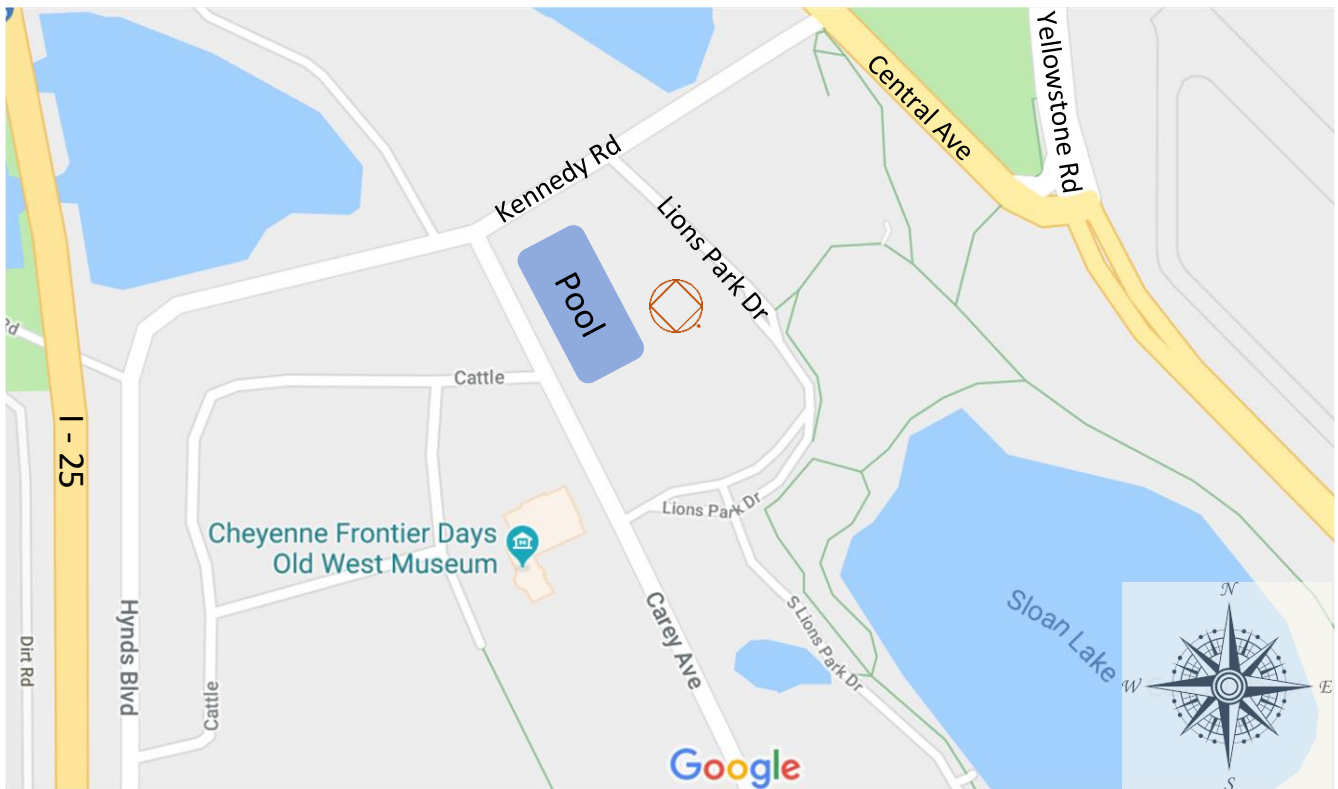 Yellowstone Rd
Central Ave
Kennedy Rd
Lions Park Dr
Pool
Rd
Cattle
I - 25
Lions Park Dr
Cheyenne Frontier Days
Old West Museum
Carey Ave
S Lions Park Dr
Sloan Lake
Hynds Blvd
Dirt Rd
Cattle
N
W
E
S
Google